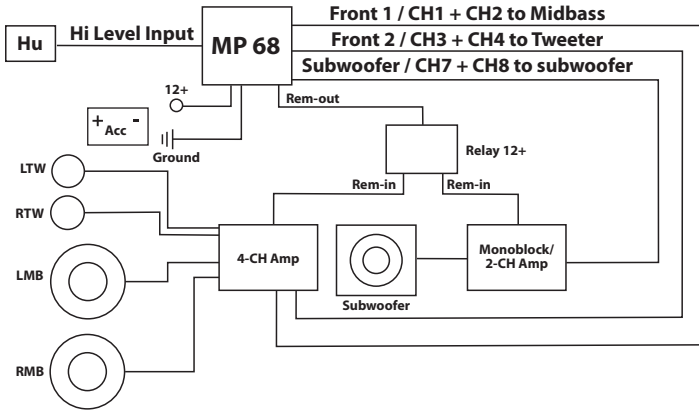 Front 1 / CH1 + CH2 to Midbass
Hu
Hi Level Input
MP 68
Front 2 / CH3 + CH4 to Tweeter
Subwoofer / CH7 + CH8 to subwoofer
12+
Rem-out
+ Acc -
Ground
Relay 12+
LTW
Rem-in
Rem-in
RTW
4-CH Amp
Monoblock/
2-CH Amp
LMB
Subwoofer
RMB